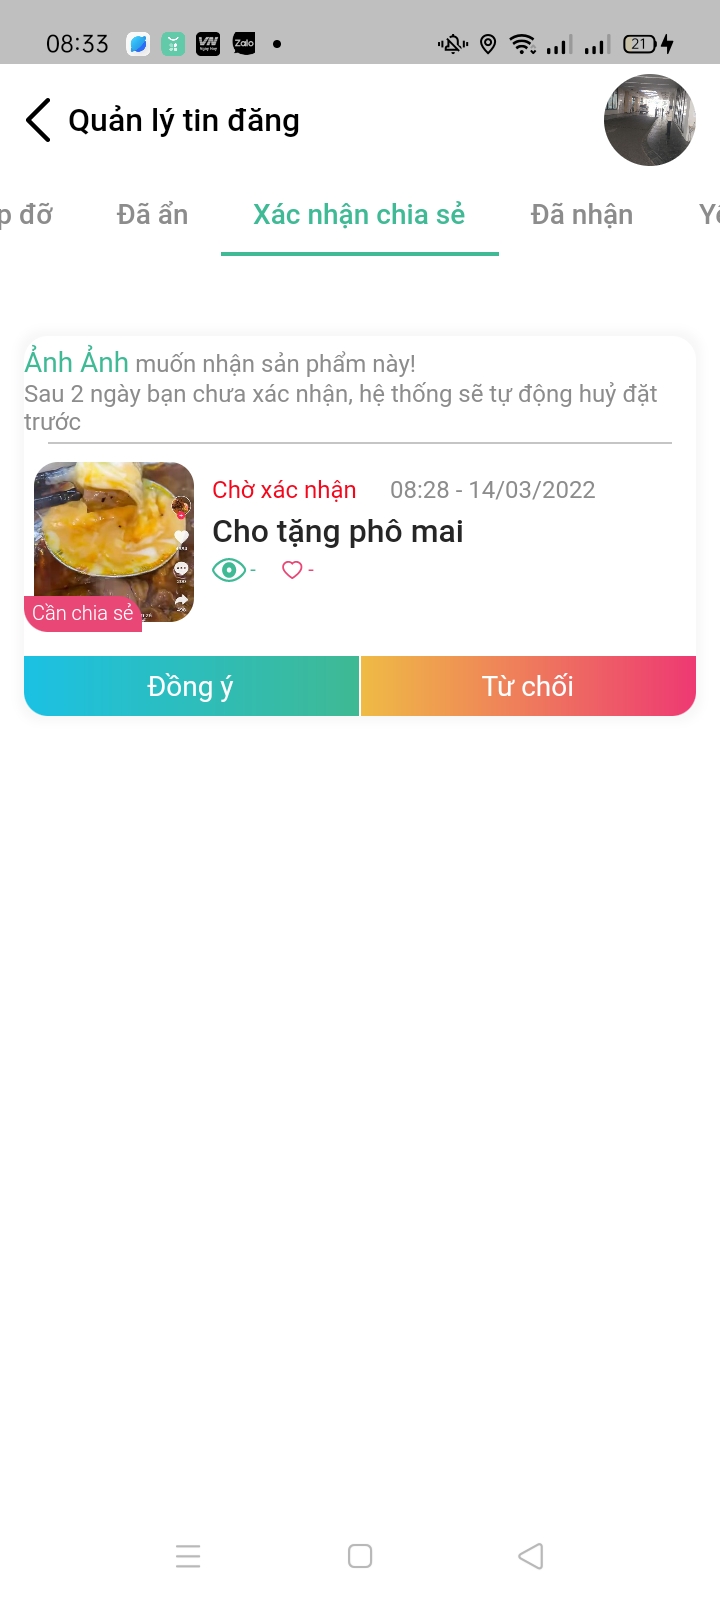 08:33
VN
Zalo
21
Quản lý tin đăng
p đỡ
Đã ẩn
Xác nhận chia sẻ
Đã nhận
Ảnh Ảnh muốn nhận sản phẩm này!
Sau 2 ngày bạn chưa xác nhận, hệ thống sẽ tự động huỷ đặt
trước
Chờ xác nhận 08:28 - 14/03/2022
Cho tặng phô mai
- -
Cần chia sẻ
Đồng ý
Từ chối